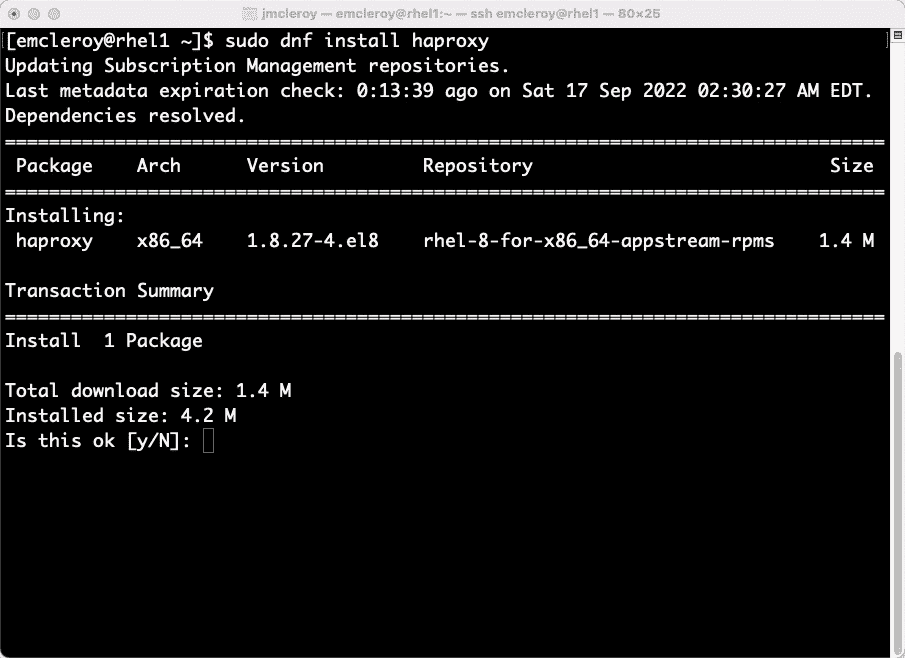 jmcleroy — emcleroy@rhel1:~ — ssh emcleroy@rhel1 — 80×25
[emcleroy@rhel1 ~]$ sudo dnf install haproxy
Updating Subscription Management repositories.
Last metadata expiration check: 0:13:39 ago on Sat 17 Sep 2022 02:30:27 AM EDT.
Dependencies resolved.
================================================================================
Package Arch Version Repository Size
================================================================================
Installing:
haproxy x86_64 1.8.27-4.el8 rhel-8-for-x86_64-appstream-rpms 1.4 M
Transaction Summary
================================================================================
Install 1 Package
Total download size: 1.4 M
Installed size: 4.2 M
Is this ok [y/N]: